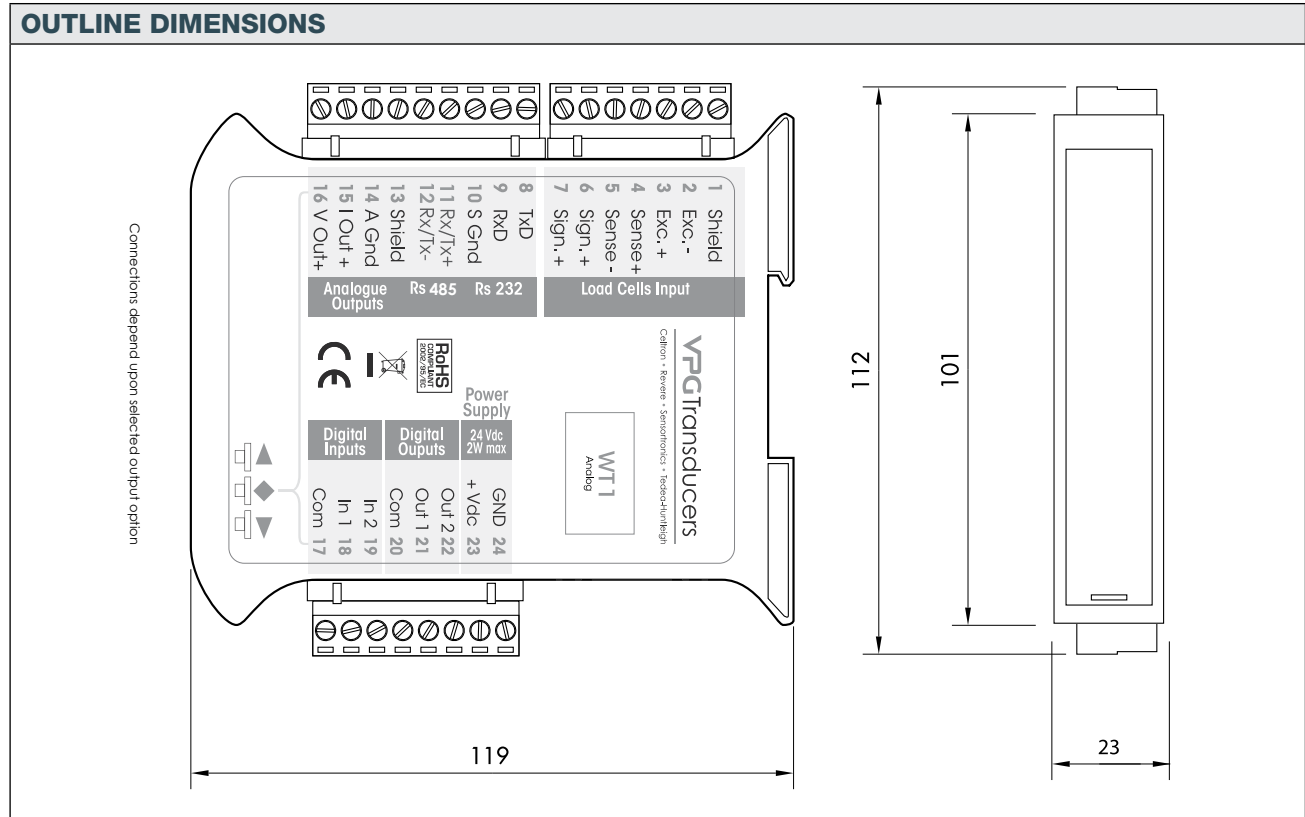 OUTLINE DIMENSIONS
16 V Out+
15 I Out +
14 A Gnd
13 Shield
12 Rx/Tx-
11 Rx/Tx+
10 S Gnd
9 RxD
8 TxD
7 Sign. +
6 Sign. +
5 Sense -
4 Sense+
3 Exc. +
2 Exc. -
1 Shield
Analogue
Outputs
Rs 485
Rs 232
Load Cells Input
Connections depend upon selected output option
CE
RoHS
COMPLIANT
2002/95/EC
VPGTransducers
Celtron • Revere • Sensortronics • Tedea-Huntleigh
WT1
Analog
Power
Supply
Digital
Inputs
Digital
Ouputs
24 Vdc
2W max
Com 17
In 1 18
In 2 19
Com 20
Out 1 21
Out 2 22
+ Vdc 23
GND 24
112
101
119
23